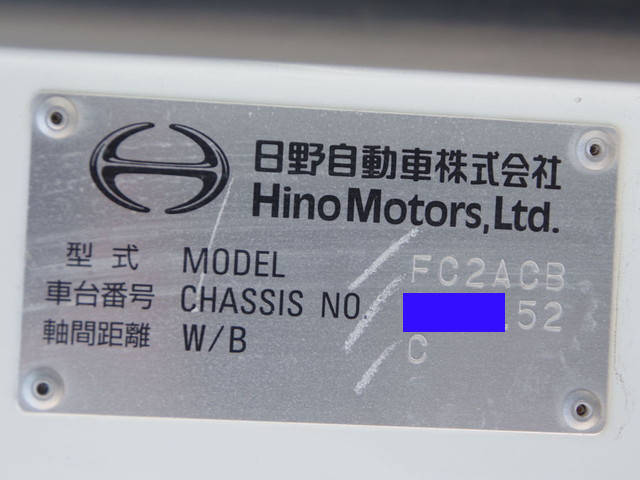 日野自動車株式会社
Hino Motors, Ltd.
型式 MODEL FC2ACB
車台番号 CHASSIS NO. 52
軸間距離 W/B C